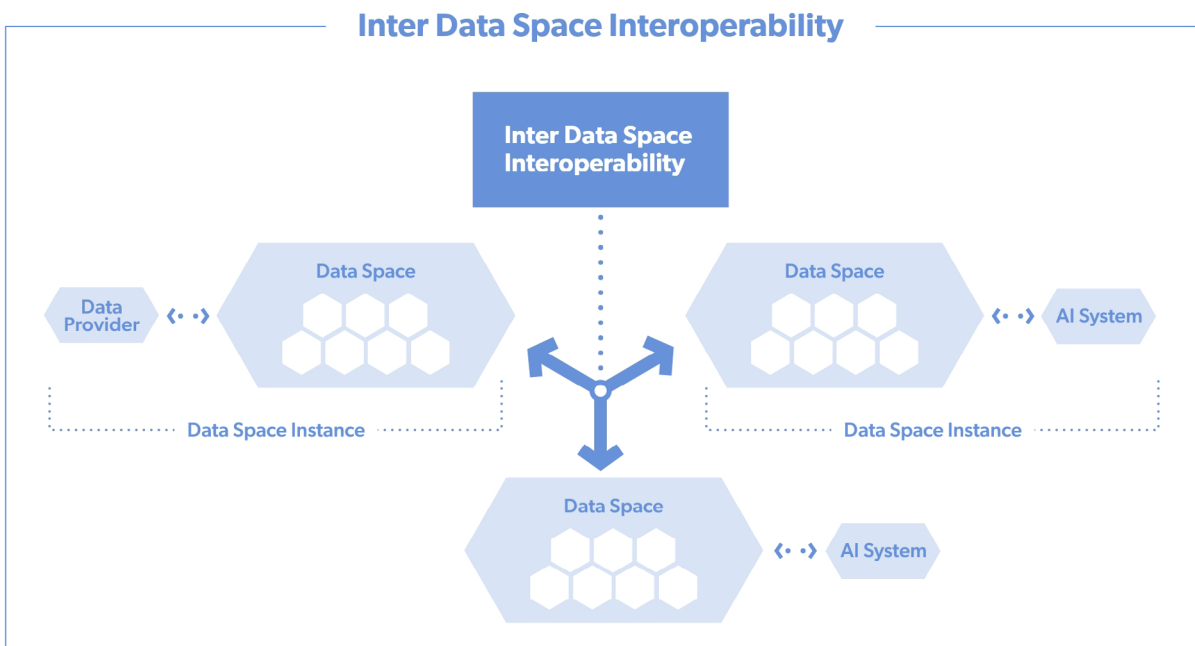 Inter Data Space Interoperability
Inter Data Space
Interoperability
Data Space
Data Space
Data
Provider
AI System
Data Space Instance
Data Space Instance
Data Space
AI System